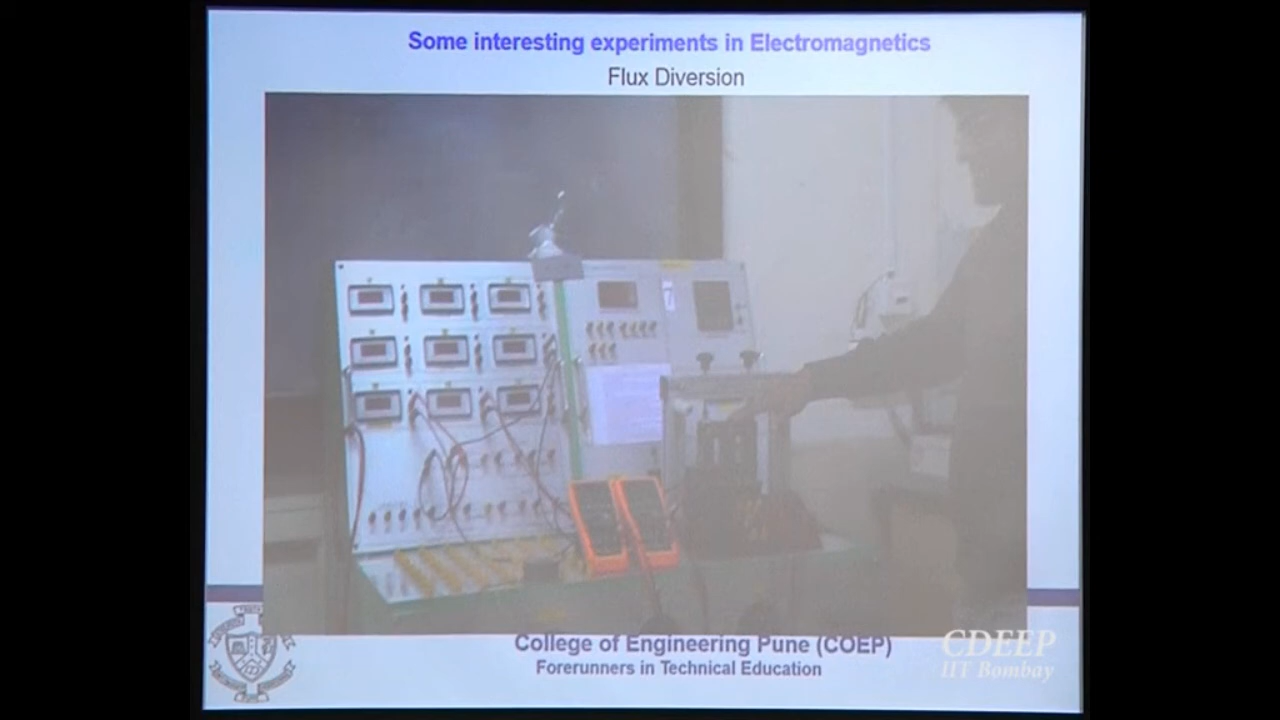 Some interesting experiments in Electromagnetics
Flux Diversion
College of Engineering Pune (COEP)
Forerunners in Technical Education
CDEEP
IIT Bombay